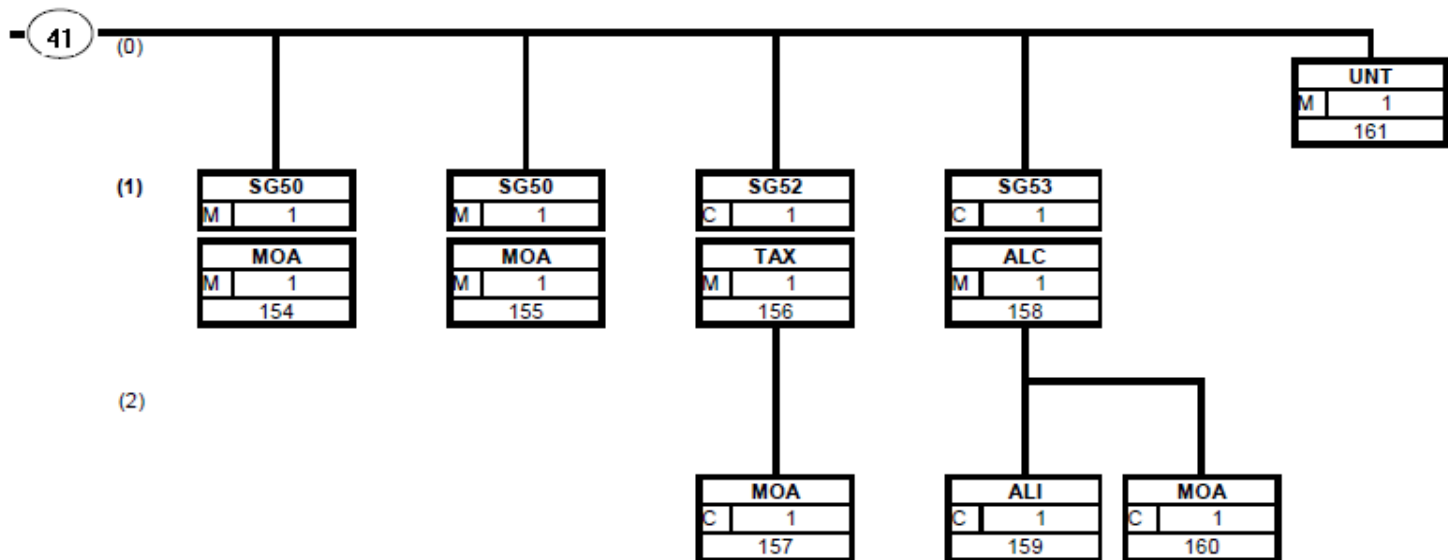 41
(0)
UNT
M 1
161
(1)
SG50
M 1
MOA
M 1
154
SG50
M 1
MOA
M 1
155
SG52
C 1
TAX
M 1
156
SG53
C 1
ALC
M 1
158
(2)
MOA
C 1
157
ALI
C 1
159
MOA
C 1
160